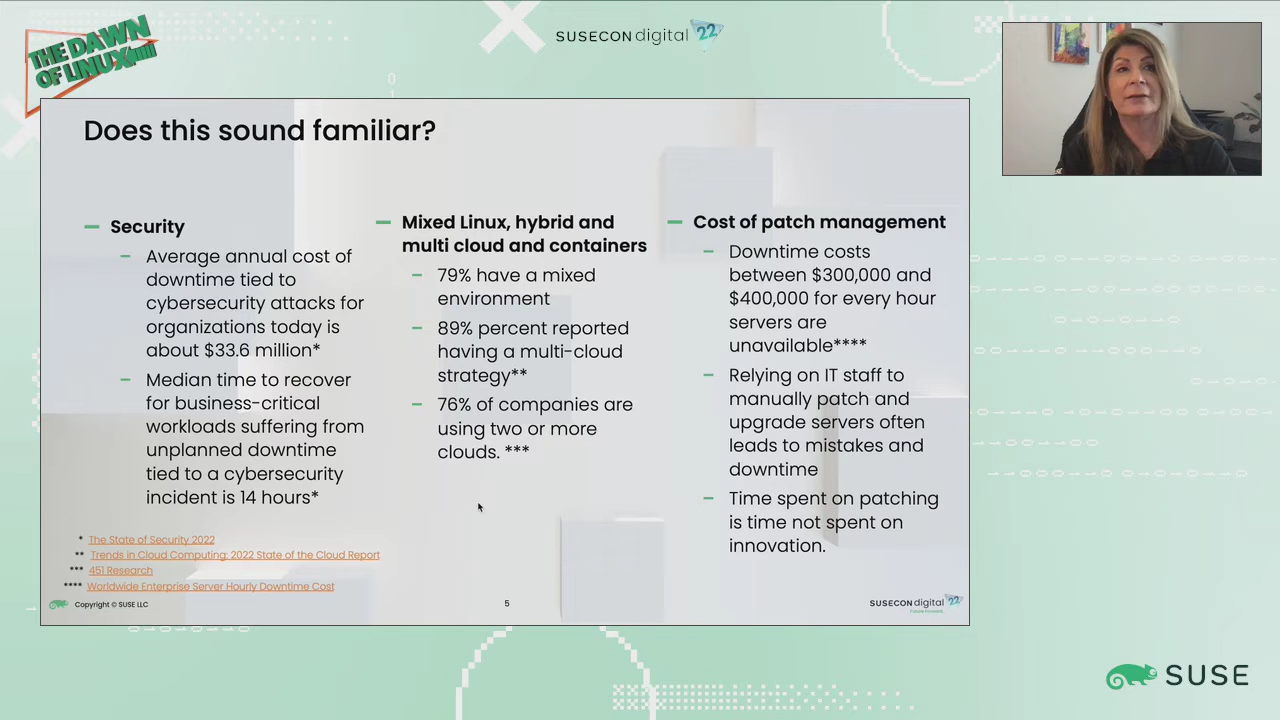 THE DAWN
OF LINUX
SUSECON digital 22
Does this sound familiar?
Security
Average annual cost of
downtime tied to
cybersecurity attacks for
organizations today is
about $33.6 million*
Median time to recover
for business-critical
workloads suffering from
unplanned downtime
tied to a cybersecurity
incident is 14 hours*
Mixed Linux, hybrid and
multi cloud and containers
79% have a mixed
environment
89% percent reported
having a multi-cloud
strategy**
76% of companies are
using two or more
clouds. ***
Cost of patch management
Downtime costs
between $300,000 and
$400,000 for every hour
servers are
unavailable****
Relying on IT staff to
manually patch and
upgrade servers often
leads to mistakes and
downtime
Time spent on patching
is time not spent on
innovation.
* The State of Security 2022
** Trends in Cloud Computing: 2022 State of the Cloud Report
*** 451 Research
**** Worldwide Enterprise Server Hourly Downtime Cost
Copyright © SUSE LLC
5
SUSECON digital 22
SUSE